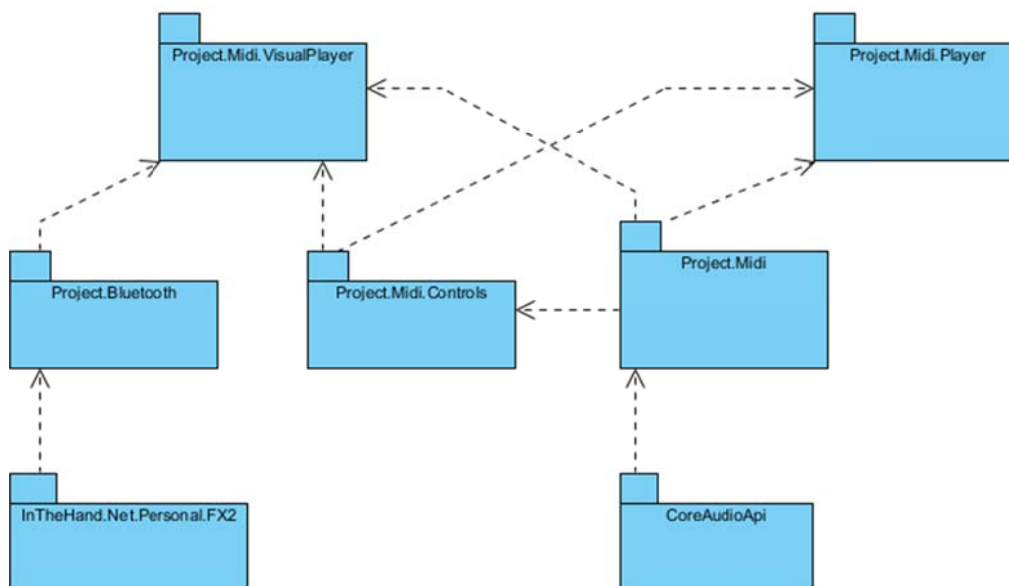 Project.Midi.VisualPlayer
Project.Midi.Player
Project.Bluetooth
Project.Midi.Controls
Project.Midi
InTheHand.Net.Personal.FX2
CoreAudioApi